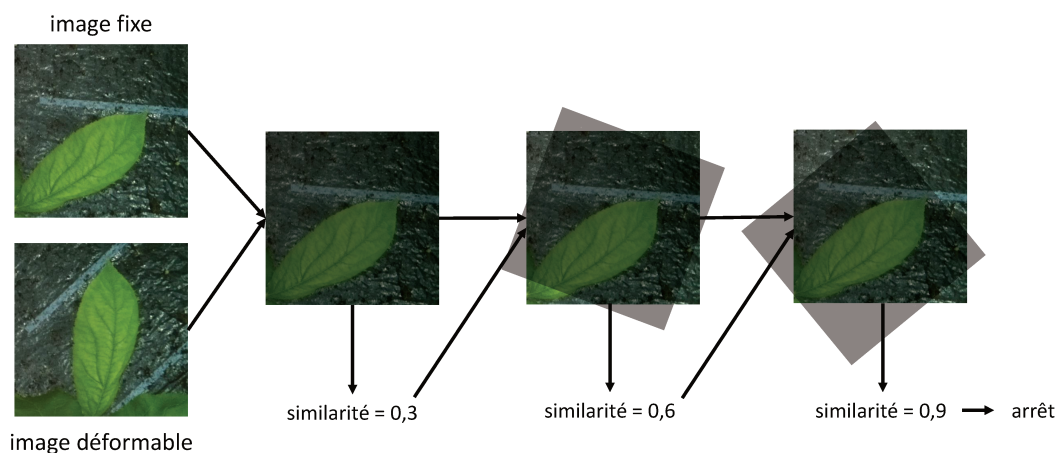 image fixe
image déformable
similarité = 0,3
similarité = 0,6
similarité = 0,9
arrêt